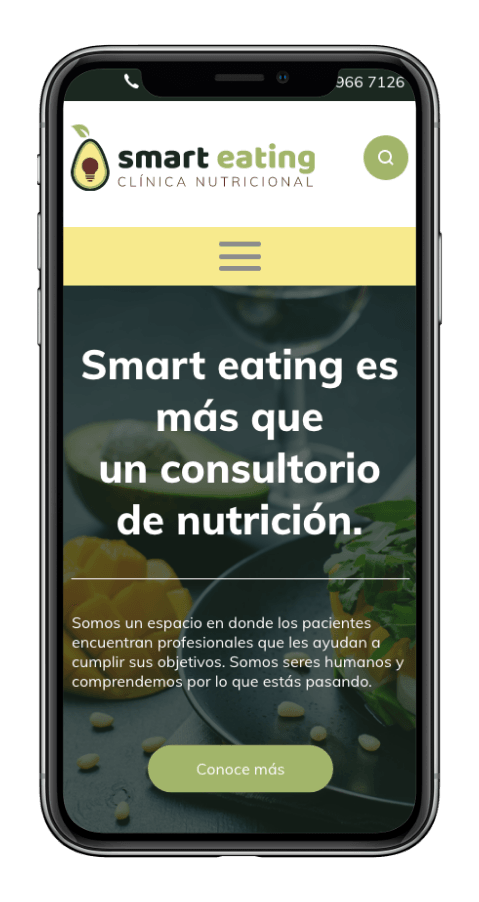 966 7126
smart eating
CLÍNICA NUTRICIONAL
Smart eating es
más que
un consultorio
de nutrición.
Somos un espacio en donde los pacientes
encuentran profesionales que les ayudan a
cumplir sus objetivos. Somos seres humanos y
comprendemos por lo que estás pasando.
Conoce más